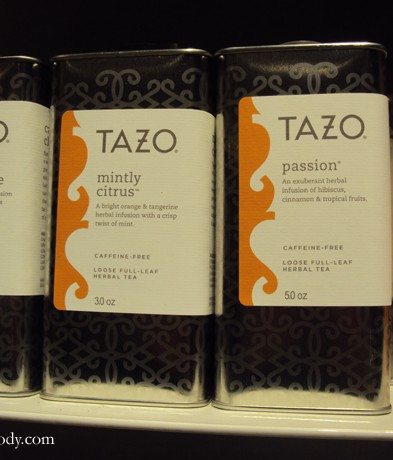 TAZO®
mintly
citrus™
A bright orange & tangerine
herbal infusion with a crisp
twist of mint.
CAFFEINE-FREE
LOOSE FULL-LEAF
HERBAL TEA
3.0 oz
TAZO®
passion®
An exuberant herbal
infusion of hibiscus,
cinnamon & tropical fruits.
CAFFEINE-FREE
LOOSE FULL-LEAF
HERBAL TEA
5.0 oz
ody.com